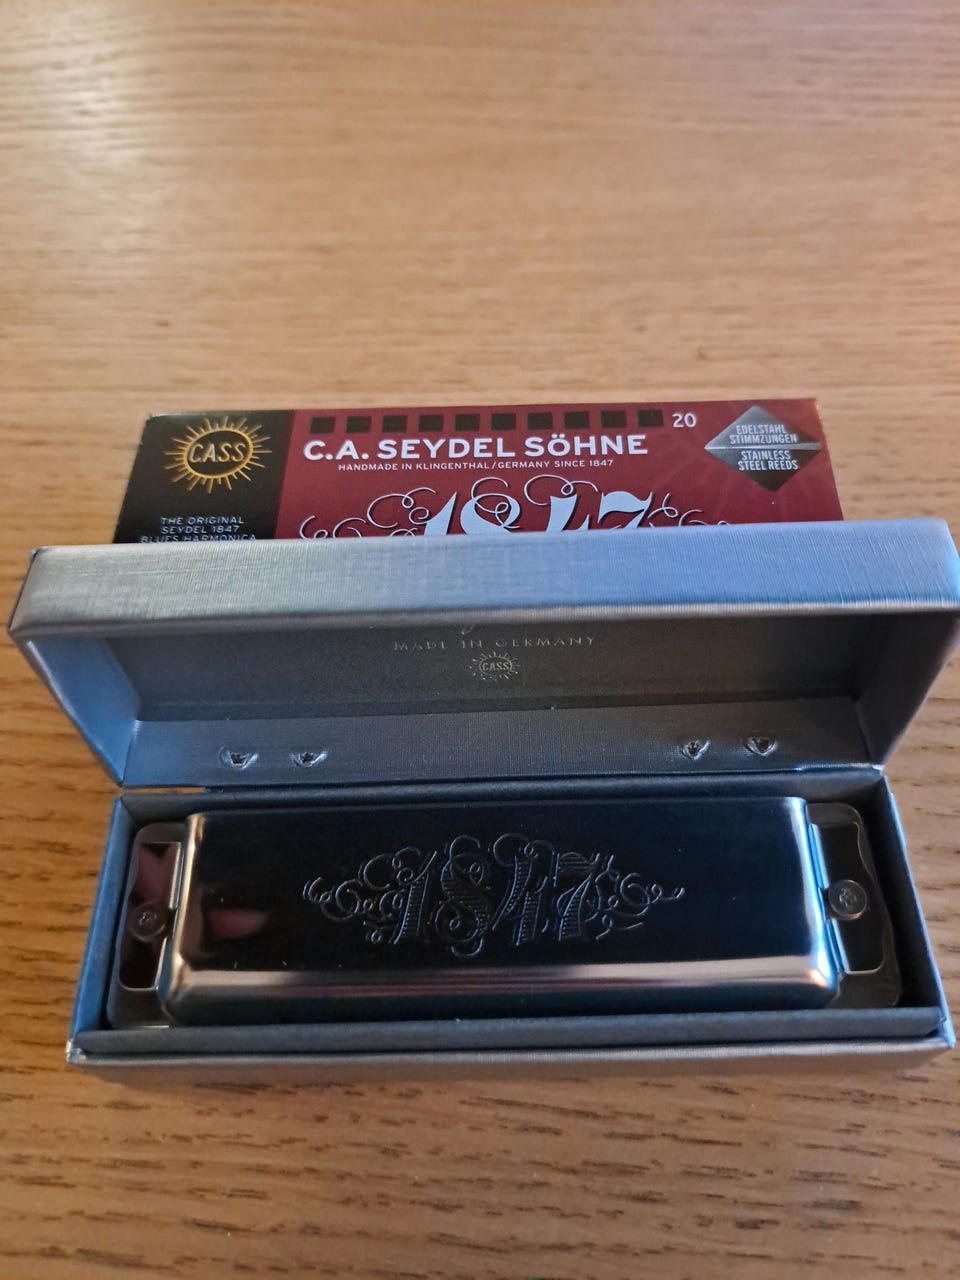 CASS
THE ORIGINAL
SEYDEL 1847
BLUES HARMONICA
20
C.A. SEYDEL SÖHNE
HANDMADE IN KLINGENTHAL/GERMANY SINCE 1847
1847
EDELSTAHL
STIMMZUNGEN
STAINLESS
STEEL REEDS
MADE IN GERMANY
CASS
1847